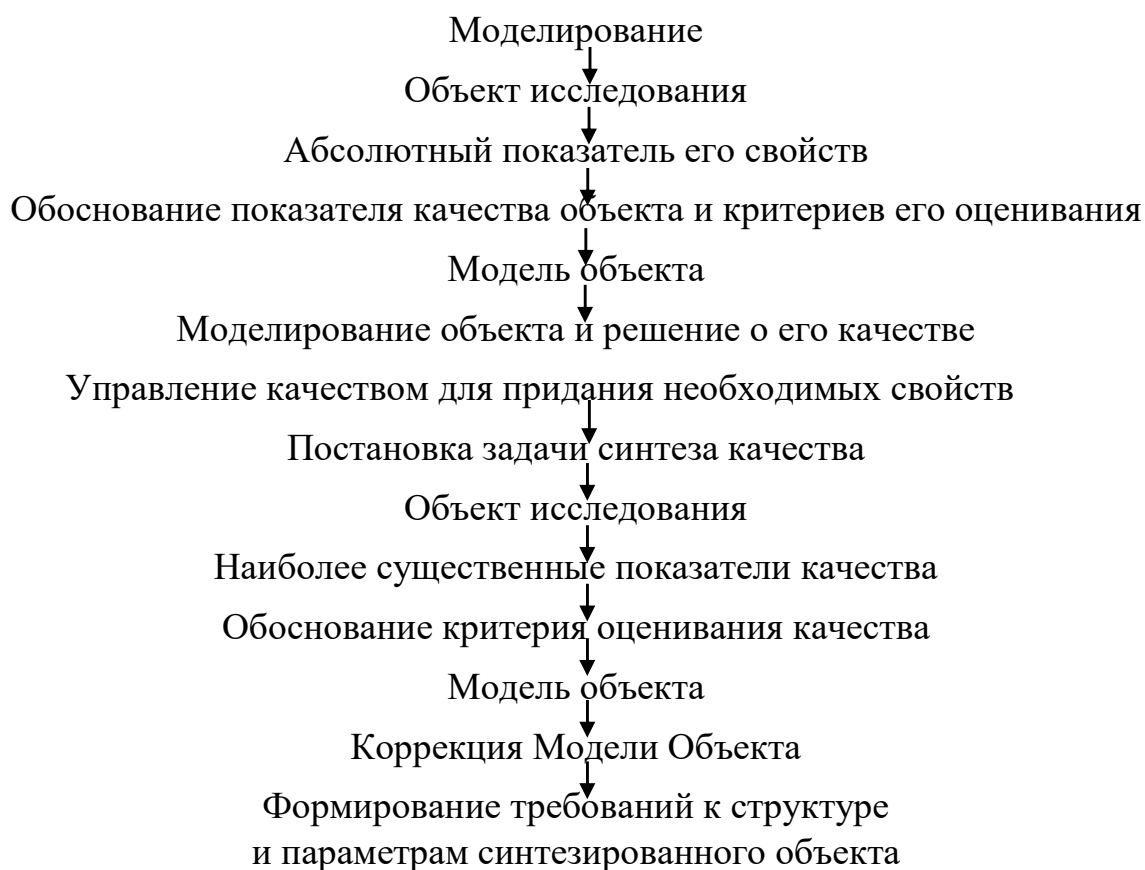 Моделирование
Объект исследования
Абсолютный показатель его свойств
Обоснование показателя качества объекта и критериев его оценивания
Модель объекта
Моделирование объекта и решение о его качестве
Управление качеством для придания необходимых свойств
Постановка задачи синтеза качества
Объект исследования
Наиболее существенные показатели качества
Обоснование критерия оценивания качества
Модель объекта
Коррекция Модели Объекта
Формирование требований к структуре
и параметрам синтезированного объекта